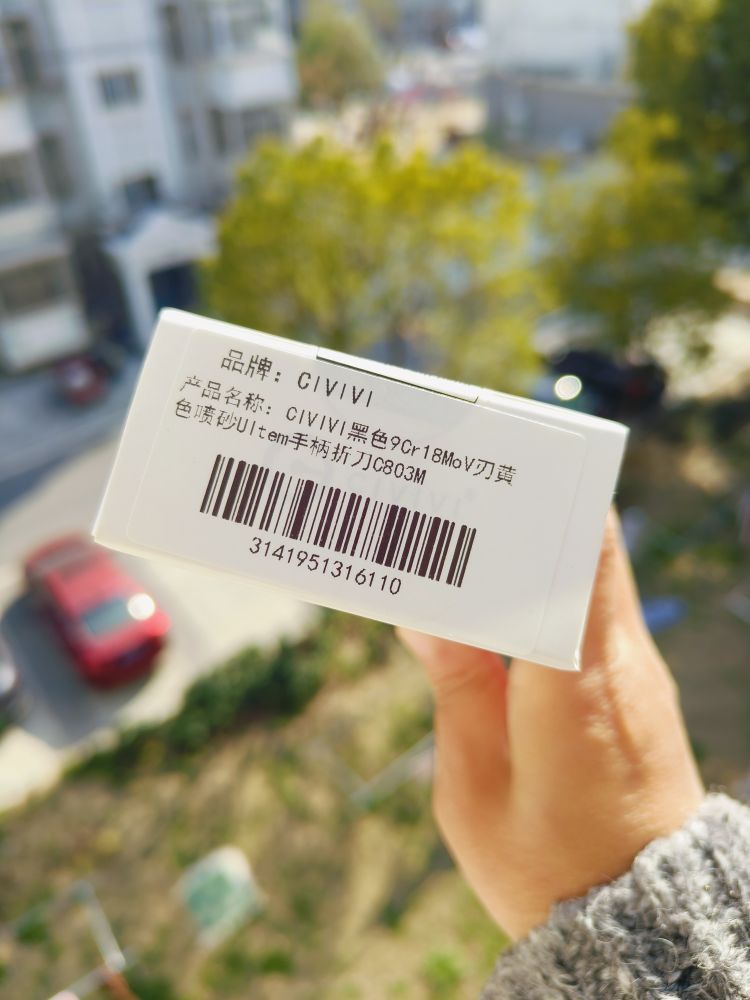 品牌: CIVIVI
产品名称: CIVIVI黑色9Cr18MoV刃黄
色喷砂Ultem手柄折刀C803M
3141951316110